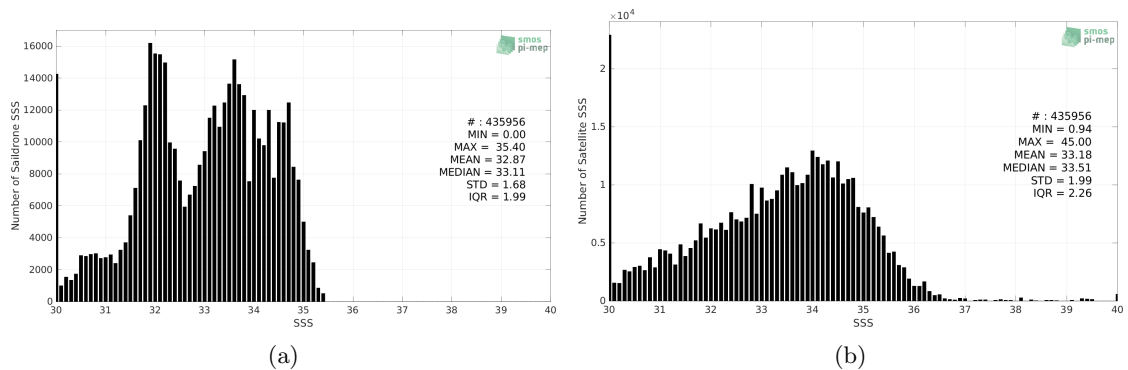 smos
pi-mep
16000
14000
12000
10000
8000
6000
4000
2000
0
Number of Saildrone SSS
# : 435956
MIN = 0.00
MAX = 35.40
MEAN = 32.87
MEDIAN = 33.11
STD = 1.68
IQR = 1.99
30 31 32 33 34 35 36 37 38 39 40
SSS
(a)
×10⁴
smos
pi-mep
2
1.5
1
0.5
0
Number of Satellite SSS
# : 435956
MIN = 0.94
MAX = 45.00
MEAN = 33.18
MEDIAN = 33.51
STD = 1.99
IQR = 2.26
30 31 32 33 34 35 36 37 38 39 40
SSS
(b)